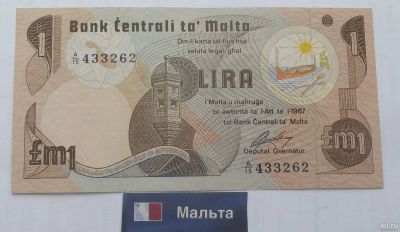 Bank Ċentrali ta' Malta
Din il-karta tal-flus hija
valuta legali għal
A/15 433262
LIRA
1
1
l Malta u maħruġa
bl-awtorità ta' l-Att ta' l-1967
tal-Bank Ċentrali ta' Malta
Deputat Gvernatur
A/15 433262
£m1
£m1
Мальта